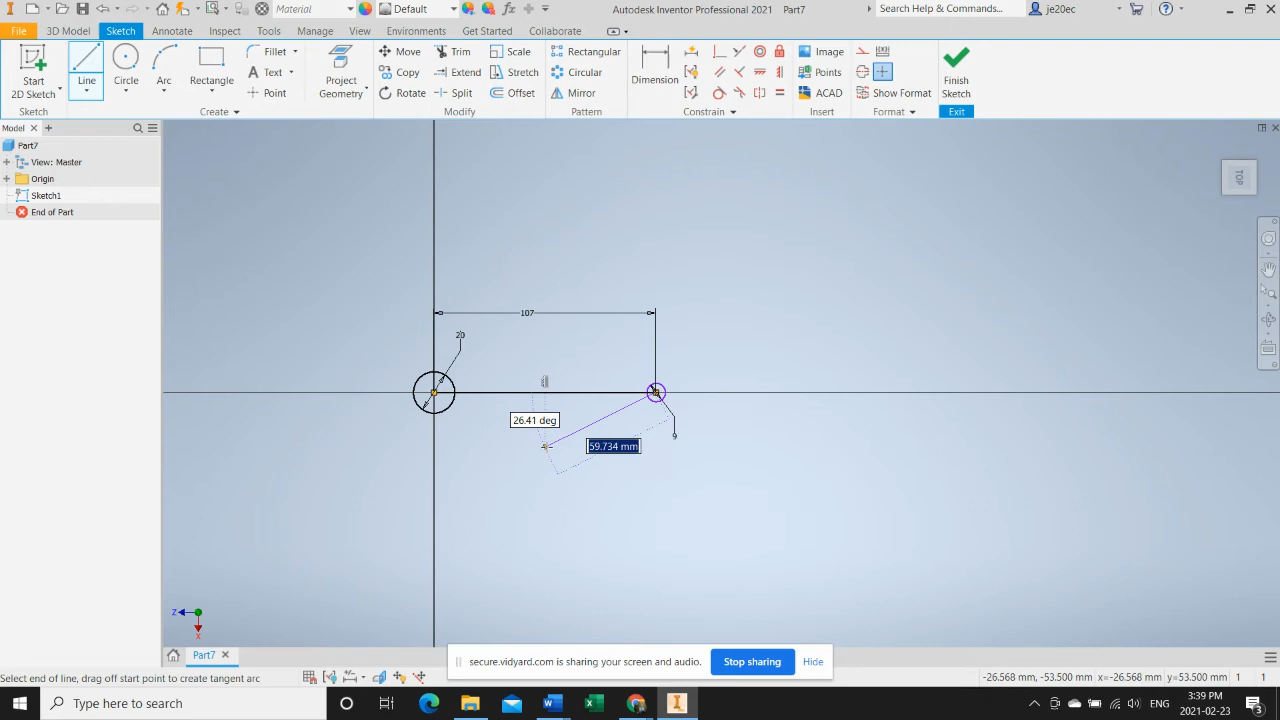 Material
Default
Autodesk Inventor Professional 2021 Part7
Search Help & Commands...
je20ec
File
3D Model
Sketch
Annotate
Inspect
Tools
Manage
View
Environments
Get Started
Collaborate
Start
2D Sketch
Line
Circle
Arc
Rectangle
Fillet
Text
Point
Project
Geometry
Move
Copy
Rotate
Trim
Extend
Split
Scale
Stretch
Offset
Rectangular
Circular
Mirror
Dimension
Image
Points
ACAD
Show Format
Finish
Sketch
Sketch
Create
Modify
Pattern
Constrain
Insert
Format
Exit
Model
Part7
View: Master
Origin
Sketch1
End of Part
TOP
107
20
26.41 deg
59.734 mm
9
Z
X
Part7
secure.vidyard.com is sharing your screen and audio.
Stop sharing
Hide
Select end of line,drag off start point to create tangent arc
-26.568 mm, -53.500 mm
x=-26.568 mm
y=53.500 mm
1
1
Type here to search
ENG
3:39 PM
2021-02-23
3